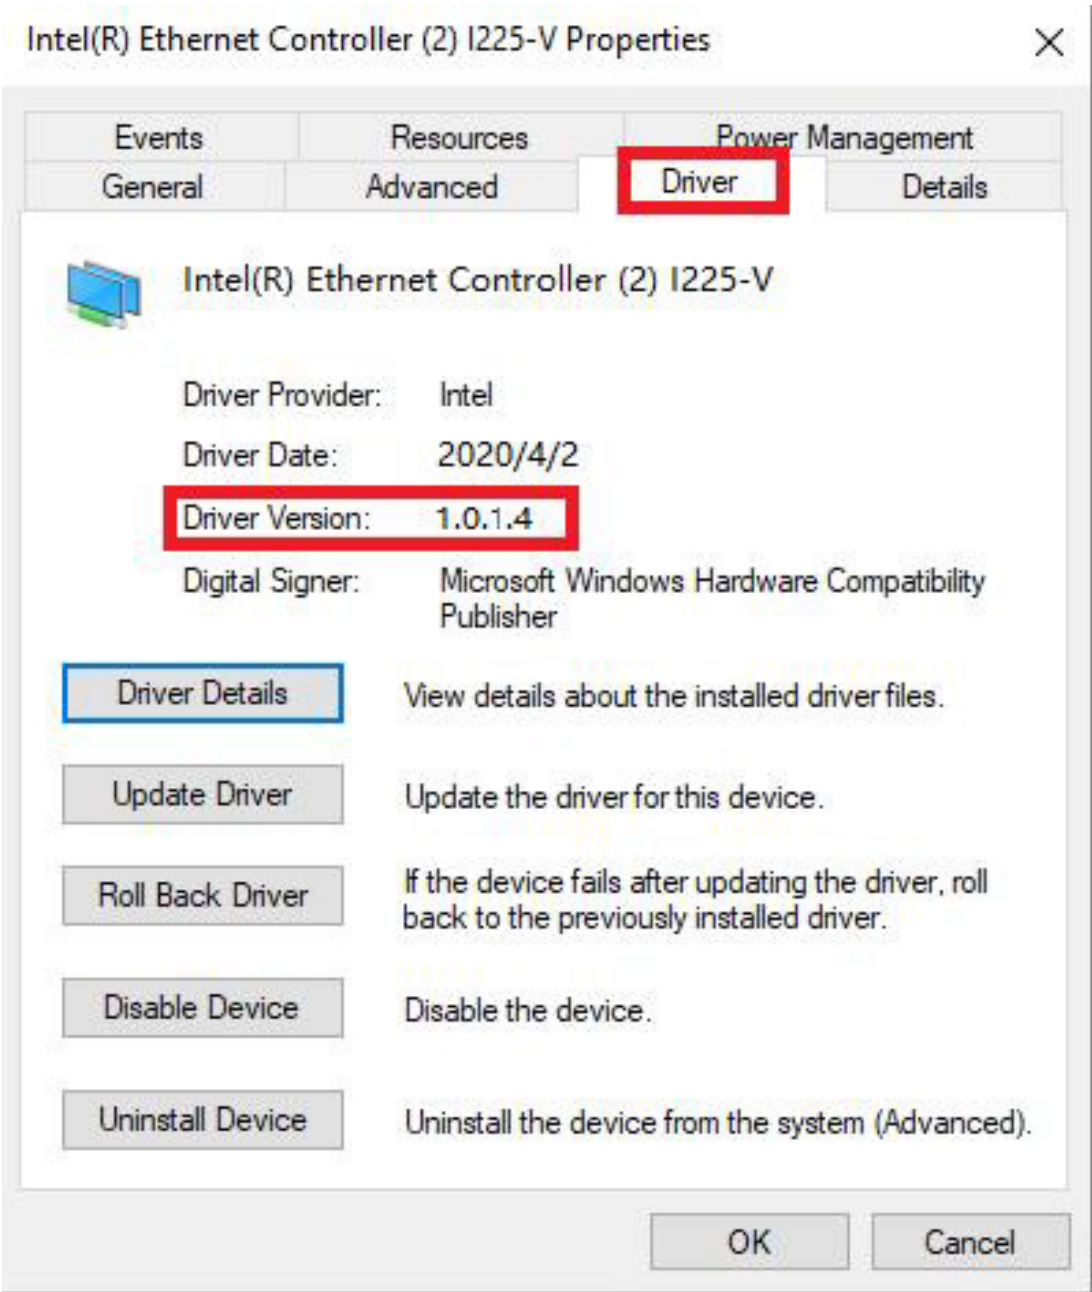 Intel(R) Ethernet Controller (2) I225-V Properties
Events Resources Power Management
General Advanced Driver Details
Intel(R) Ethernet Controller (2) I225-V
Driver Provider: Intel
Driver Date: 2020/4/2
Driver Version: 1.0.1.4
Digital Signer: Microsoft Windows Hardware Compatibility
Publisher
Driver Details View details about the installed driver files.
Update Driver Update the driver for this device.
Roll Back Driver If the device fails after updating the driver, roll
back to the previously installed driver.
Disable Device Disable the device.
Uninstall Device Uninstall the device from the system (Advanced).
OK Cancel